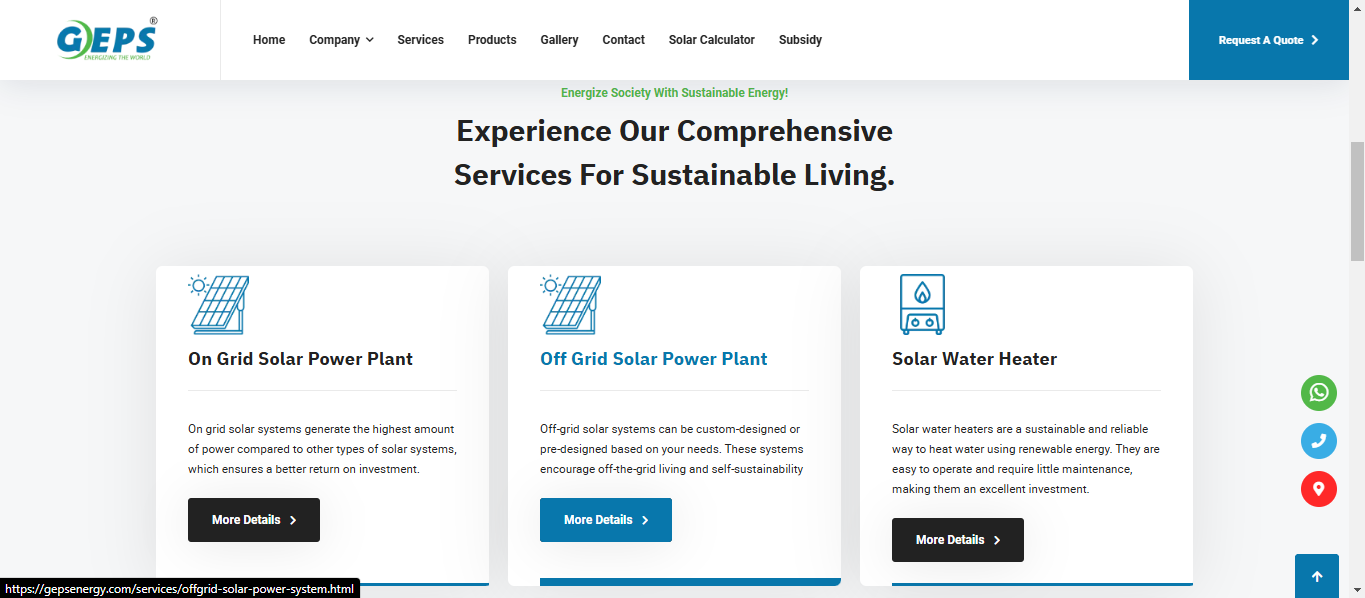 GEPS®
ENERGIZING THE WORLD
Home
Company
Services
Products
Gallery
Contact
Solar Calculator
Subsidy
Request A Quote
Energize Society With Sustainable Energy!
Experience Our Comprehensive
Services For Sustainable Living.
On Grid Solar Power Plant
On grid solar systems generate the highest amount
of power compared to other types of solar systems,
which ensures a better return on investment.
More Details
Off Grid Solar Power Plant
Off-grid solar systems can be custom-designed or
pre-designed based on your needs. These systems
encourage off-the-grid living and self-sustainability
More Details
Solar Water Heater
Solar water heaters are a sustainable and reliable
way to heat water using renewable energy. They are
easy to operate and require little maintenance,
making them an excellent investment.
More Details
https://gepsenergy.com/services/offgrid-solar-power-system.html